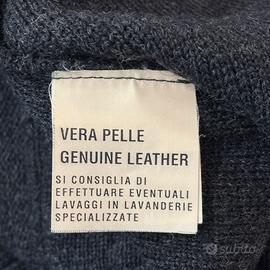 VERA PELLE
GENUINE LEATHER
SI CONSIGLIA DI
EFFETTUARE EVENTUALI
LAVAGGI IN LAVANDERIE
SPECIALIZZATE
subito